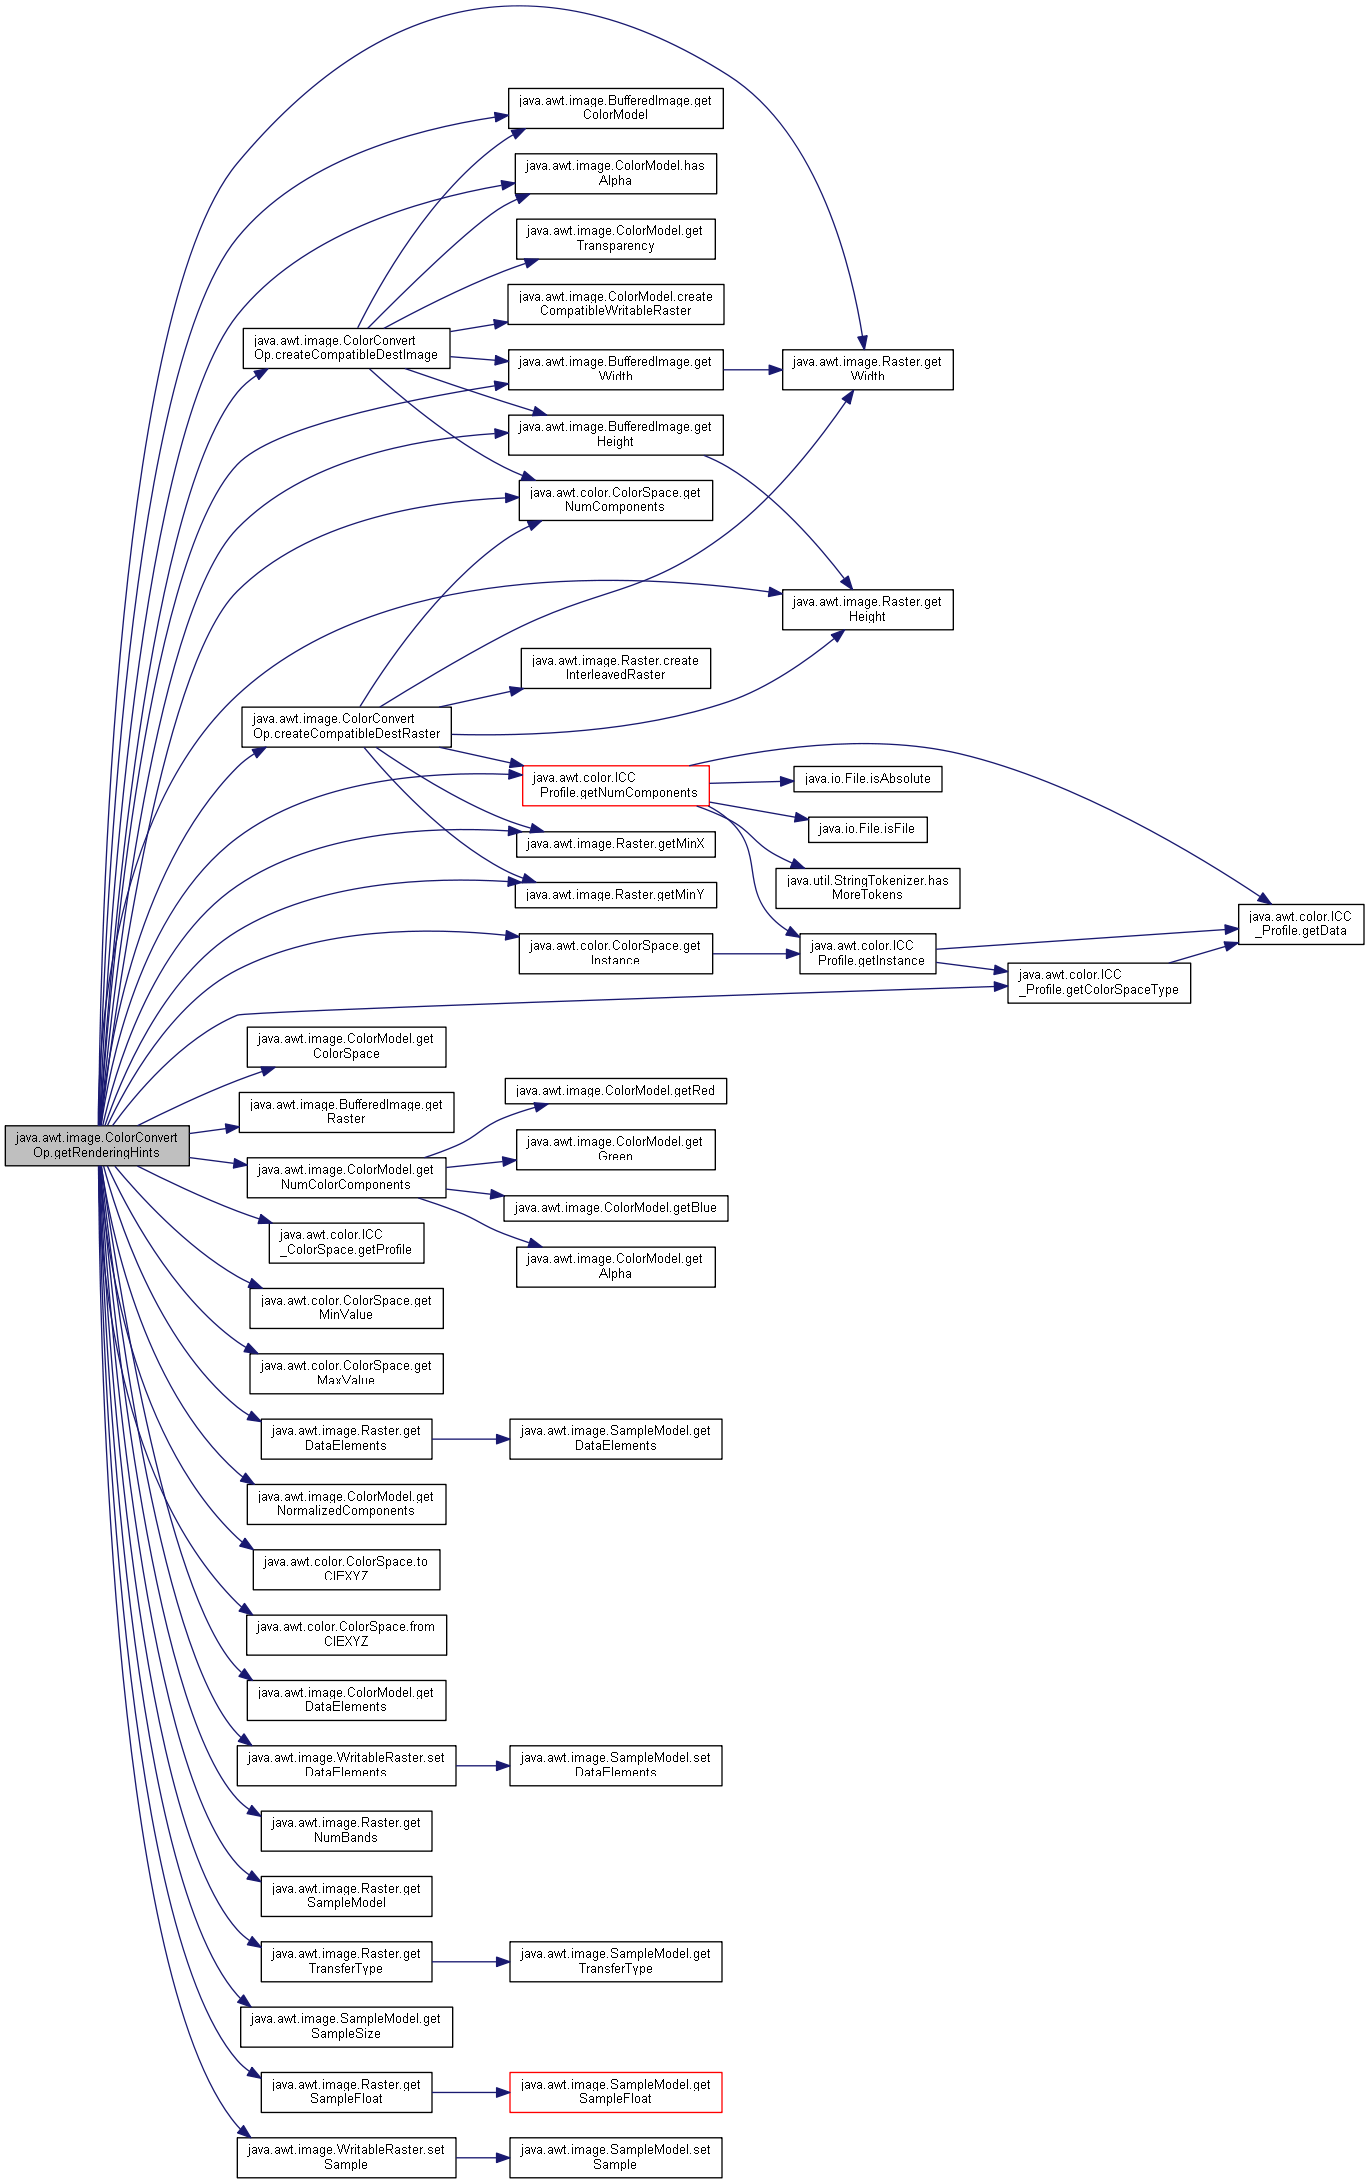 java.awt.image.BufferedImage.get
ColorModel
java.awt.image.ColorModel.has
Alpha
java.awt.image.ColorModel.get
Transparency
java.awt.image.ColorModel.create
CompatibleWritableRaster
java.awt.image.ColorConvert
Op.createCompatibleDestImage
java.awt.image.BufferedImage.get
Width
java.awt.image.Raster.get
Width
java.awt.image.BufferedImage.get
Height
java.awt.color.ColorSpace.get
NumComponents
java.awt.image.Raster.get
Height
java.awt.image.Raster.create
InterleavedRaster
java.awt.image.ColorConvert
Op.createCompatibleDestRaster
java.awt.color.ICC
_Profile.getNumComponents
java.io.File.isAbsolute
java.io.File.isFile
java.awt.image.Raster.getMinX
java.util.StringTokenizer.has
MoreTokens
java.awt.image.Raster.getMinY
java.awt.color.ICC
_Profile.getData
java.awt.color.ColorSpace.get
Instance
java.awt.color.ICC
_Profile.getInstance
java.awt.color.ICC
_Profile.getColorSpaceType
java.awt.image.ColorModel.get
ColorSpace
java.awt.image.ColorModel.getRed
java.awt.image.BufferedImage.get
Raster
java.awt.image.ColorConvert
Op.getRenderingHints
java.awt.image.ColorModel.get
Green
java.awt.image.ColorModel.get
NumColorComponents
java.awt.image.ColorModel.getBlue
java.awt.color.ICC
_ColorSpace.getProfile
java.awt.image.ColorModel.get
Alpha
java.awt.color.ColorSpace.get
MinValue
java.awt.color.ColorSpace.get
MaxValue
java.awt.image.Raster.get
DataElements
java.awt.image.SampleModel.get
DataElements
java.awt.image.ColorModel.get
NormalizedComponents
java.awt.color.ColorSpace.to
CIEXYZ
java.awt.color.ColorSpace.from
CIEXYZ
java.awt.image.ColorModel.get
DataElements
java.awt.image.WritableRaster.set
DataElements
java.awt.image.SampleModel.set
DataElements
java.awt.image.Raster.get
NumBands
java.awt.image.Raster.get
SampleModel
java.awt.image.Raster.get
TransferType
java.awt.image.SampleModel.get
TransferType
java.awt.image.SampleModel.get
SampleSize
java.awt.image.Raster.get
SampleFloat
java.awt.image.SampleModel.get
SampleFloat
java.awt.image.WritableRaster.set
Sample
java.awt.image.SampleModel.set
Sample